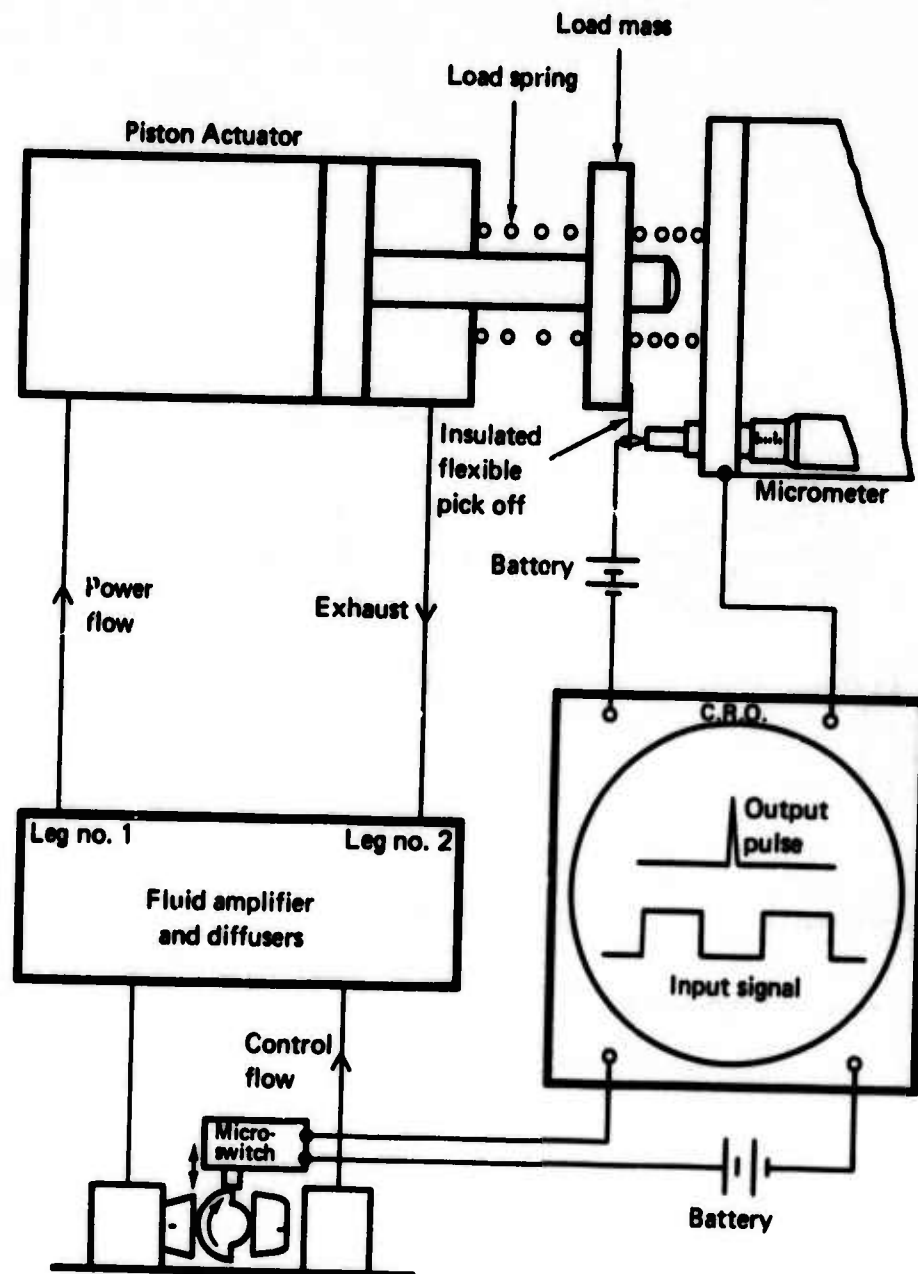 Load mass
Load spring
Piston Actuator
Insulated
flexible
pick off
Micrometer
Battery
Power
flow
Exhaust
C.R.O.
Output
pulse
Input signal
Leg no. 1
Leg no. 2
Fluid amplifier
and diffusers
Control
flow
Micro-
switch
Battery